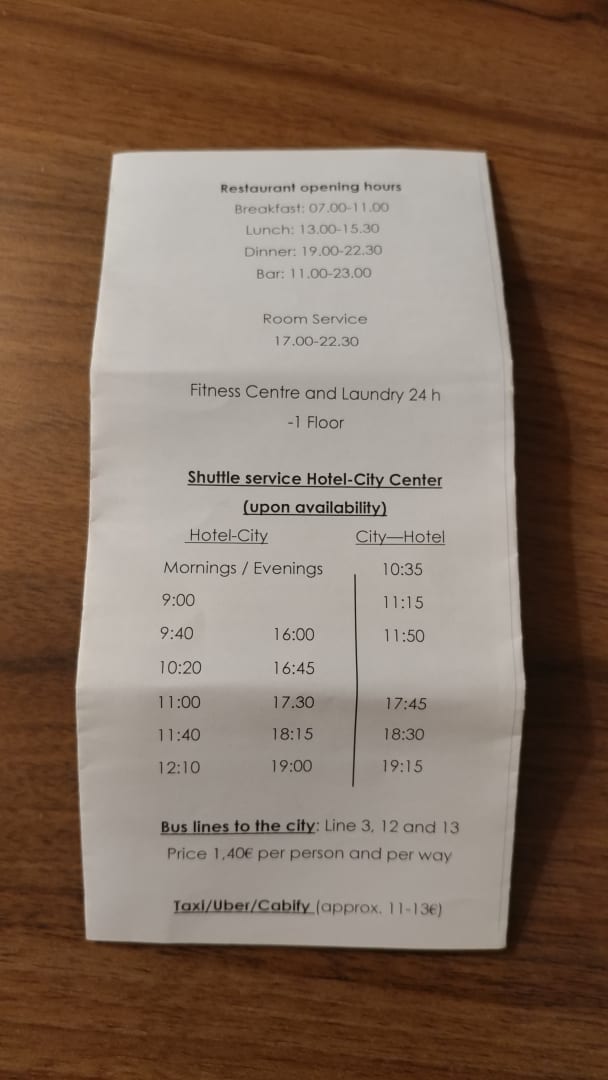 Restaurant opening hours
Breakfast: 07.00-11.00
Lunch: 13.00-15.30
Dinner: 19.00-22.30
Bar: 11.00-23.00
Room Service
17.00-22.30
Fitness Centre and Laundry 24 h
-1 Floor
Shuttle service Hotel-City Center
(upon availability)
Hotel-City City—Hotel
Mornings / Evenings 10:35
9:00 11:15
9:40 16:00 11:50
10:20 16:45
11:00 17.30 17:45
11:40 18:15 18:30
12:10 19:00 19:15
Bus lines to the city: Line 3, 12 and 13
Price 1,40€ per person and per way
Taxi/Uber/Cabify (approx. 11-13€)